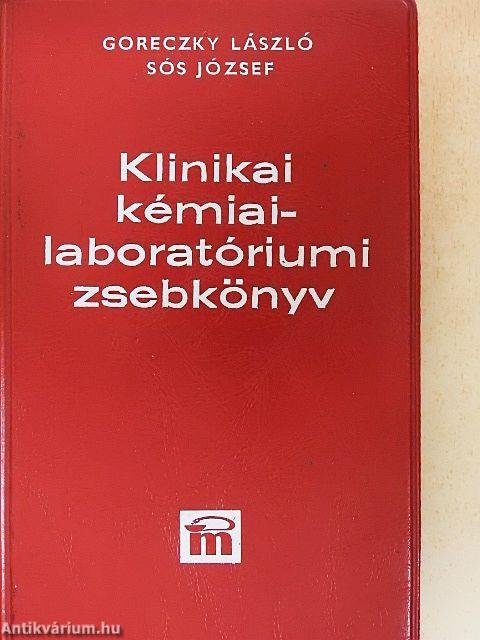 GORECZKY LÁSZLÓ
SÓS JÓZSEF
Klinikai
kémiai-
laboratóriumi
zsebkönyv
m
Antikvárium.hu